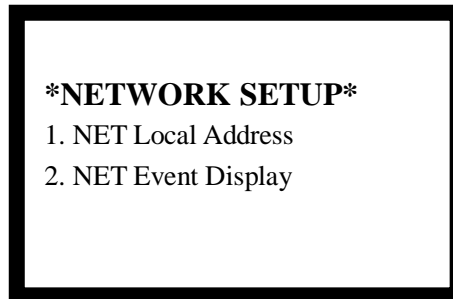 *NETWORK SETUP*
1. NET Local Address
2. NET Event Display